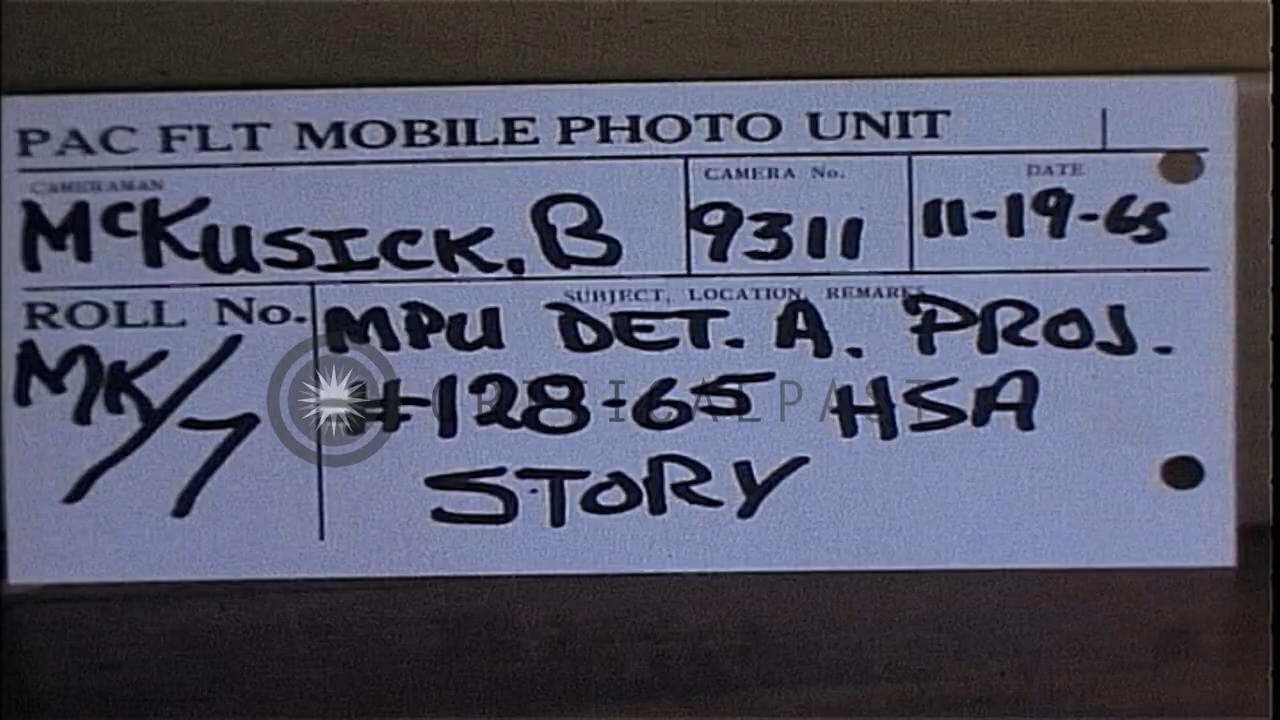 PAC FLT MOBILE PHOTO UNIT
CAMERAMAN
McKUSICK, B
CAMERA No.
9311
DATE
11-19-65
ROLL No.
MK/7
SUBJECT, LOCATION, REMARKS
MPU DET. A. PROJ.
#128-65 HSA
STORY
CRITICALPAST